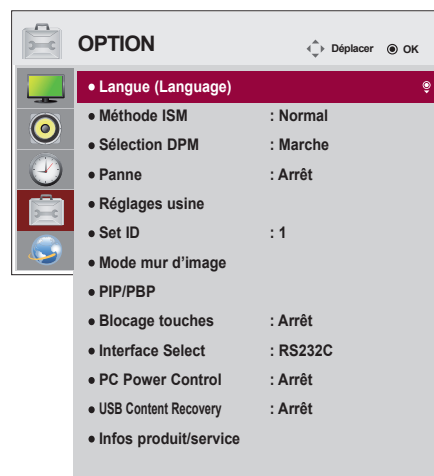 OPTION Déplacer OK
• Langue (Language)
• Méthode ISM : Normal
• Sélection DPM : Marche
• Panne : Arrêt
• Réglages usine
• Set ID : 1
• Mode mur d’image
• PIP/PBP
• Blocage touches : Arrêt
• Interface Select : RS232C
• PC Power Control : Arrêt
• USB Content Recovery : Arrêt
• Infos produit/service